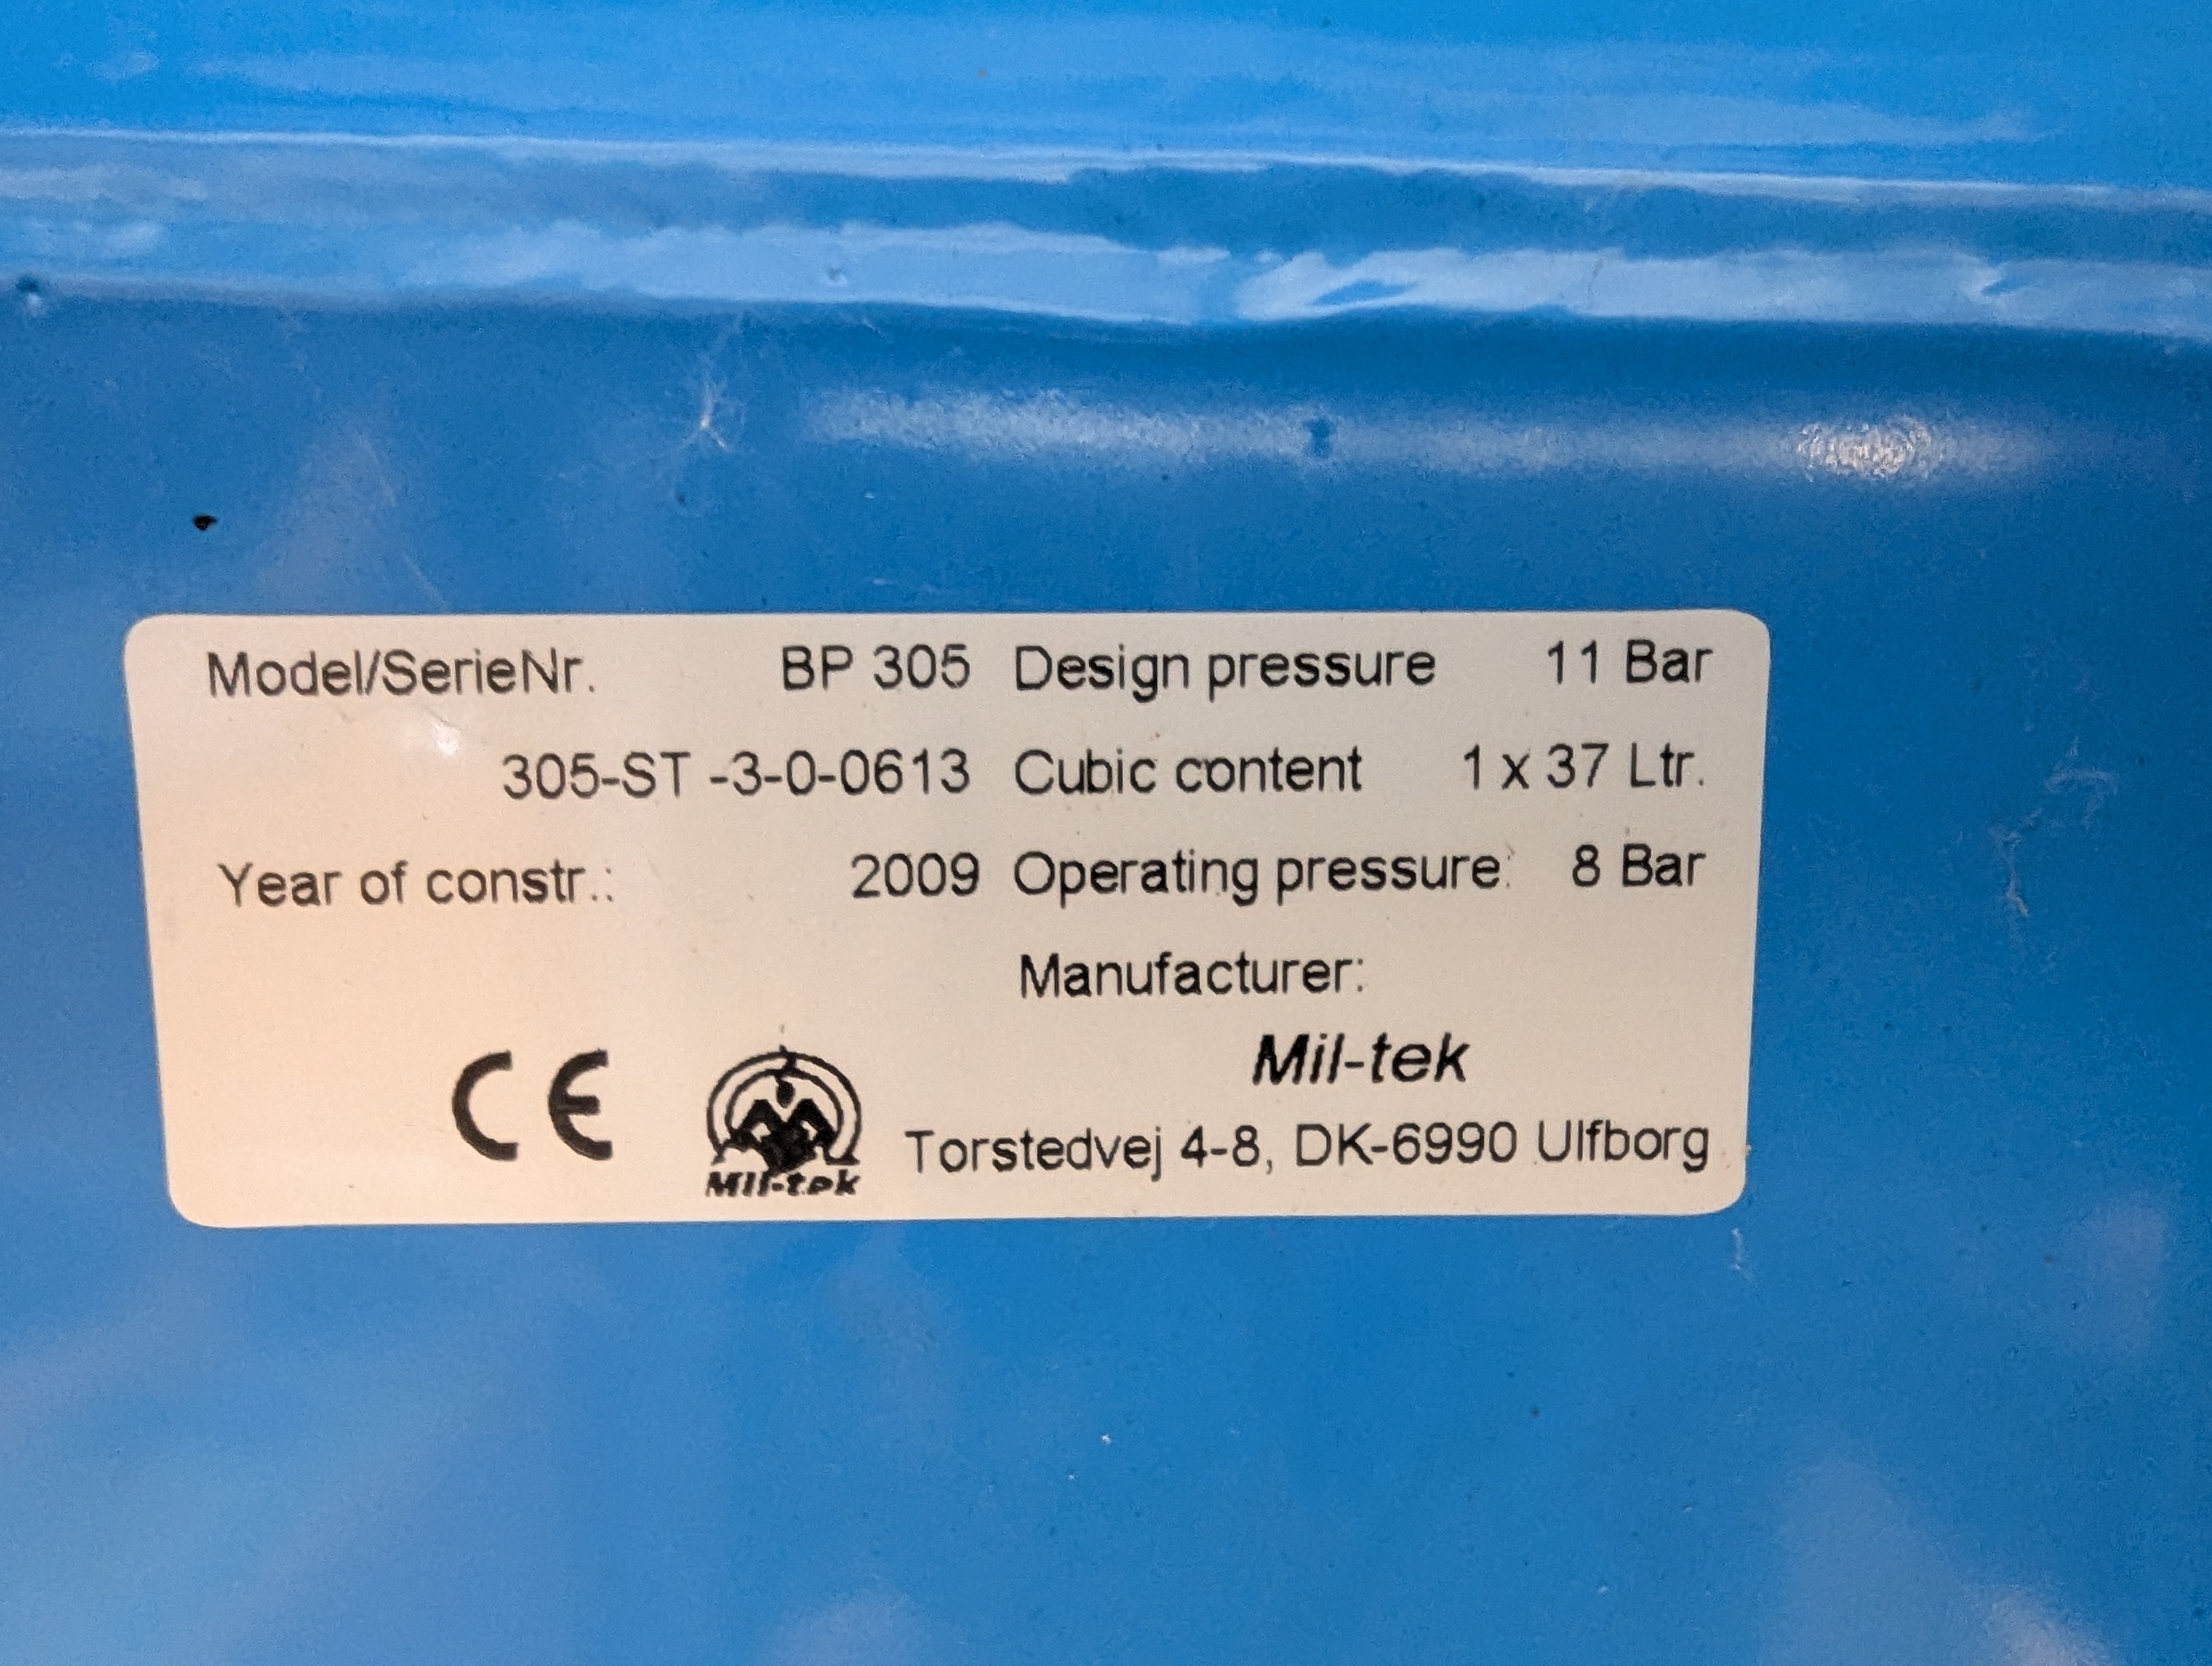 Model/SerieNr. BP 305 Design pressure 11 Bar
305-ST -3-0-0613 Cubic content 1 x 37 Ltr.
Year of constr.: 2009 Operating pressure: 8 Bar
Manufacturer:
Mil-tek
CE Mil-tek Torstedvej 4-8, DK-6990 Ulfborg